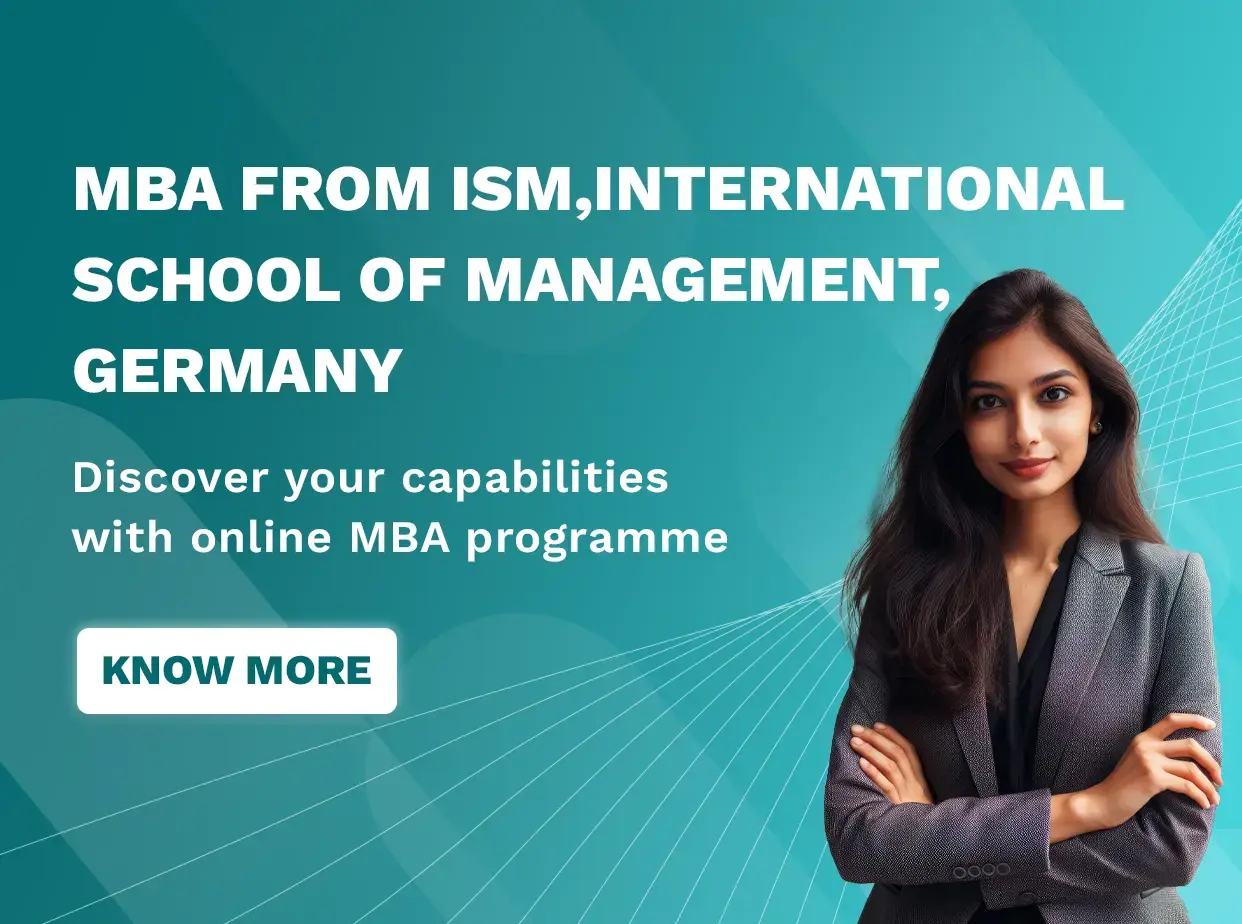 MBA FROM ISM,INTERNATIONAL
SCHOOL OF MANAGEMENT,
GERMANY
Discover your capabilities
with online MBA programme
KNOW MORE